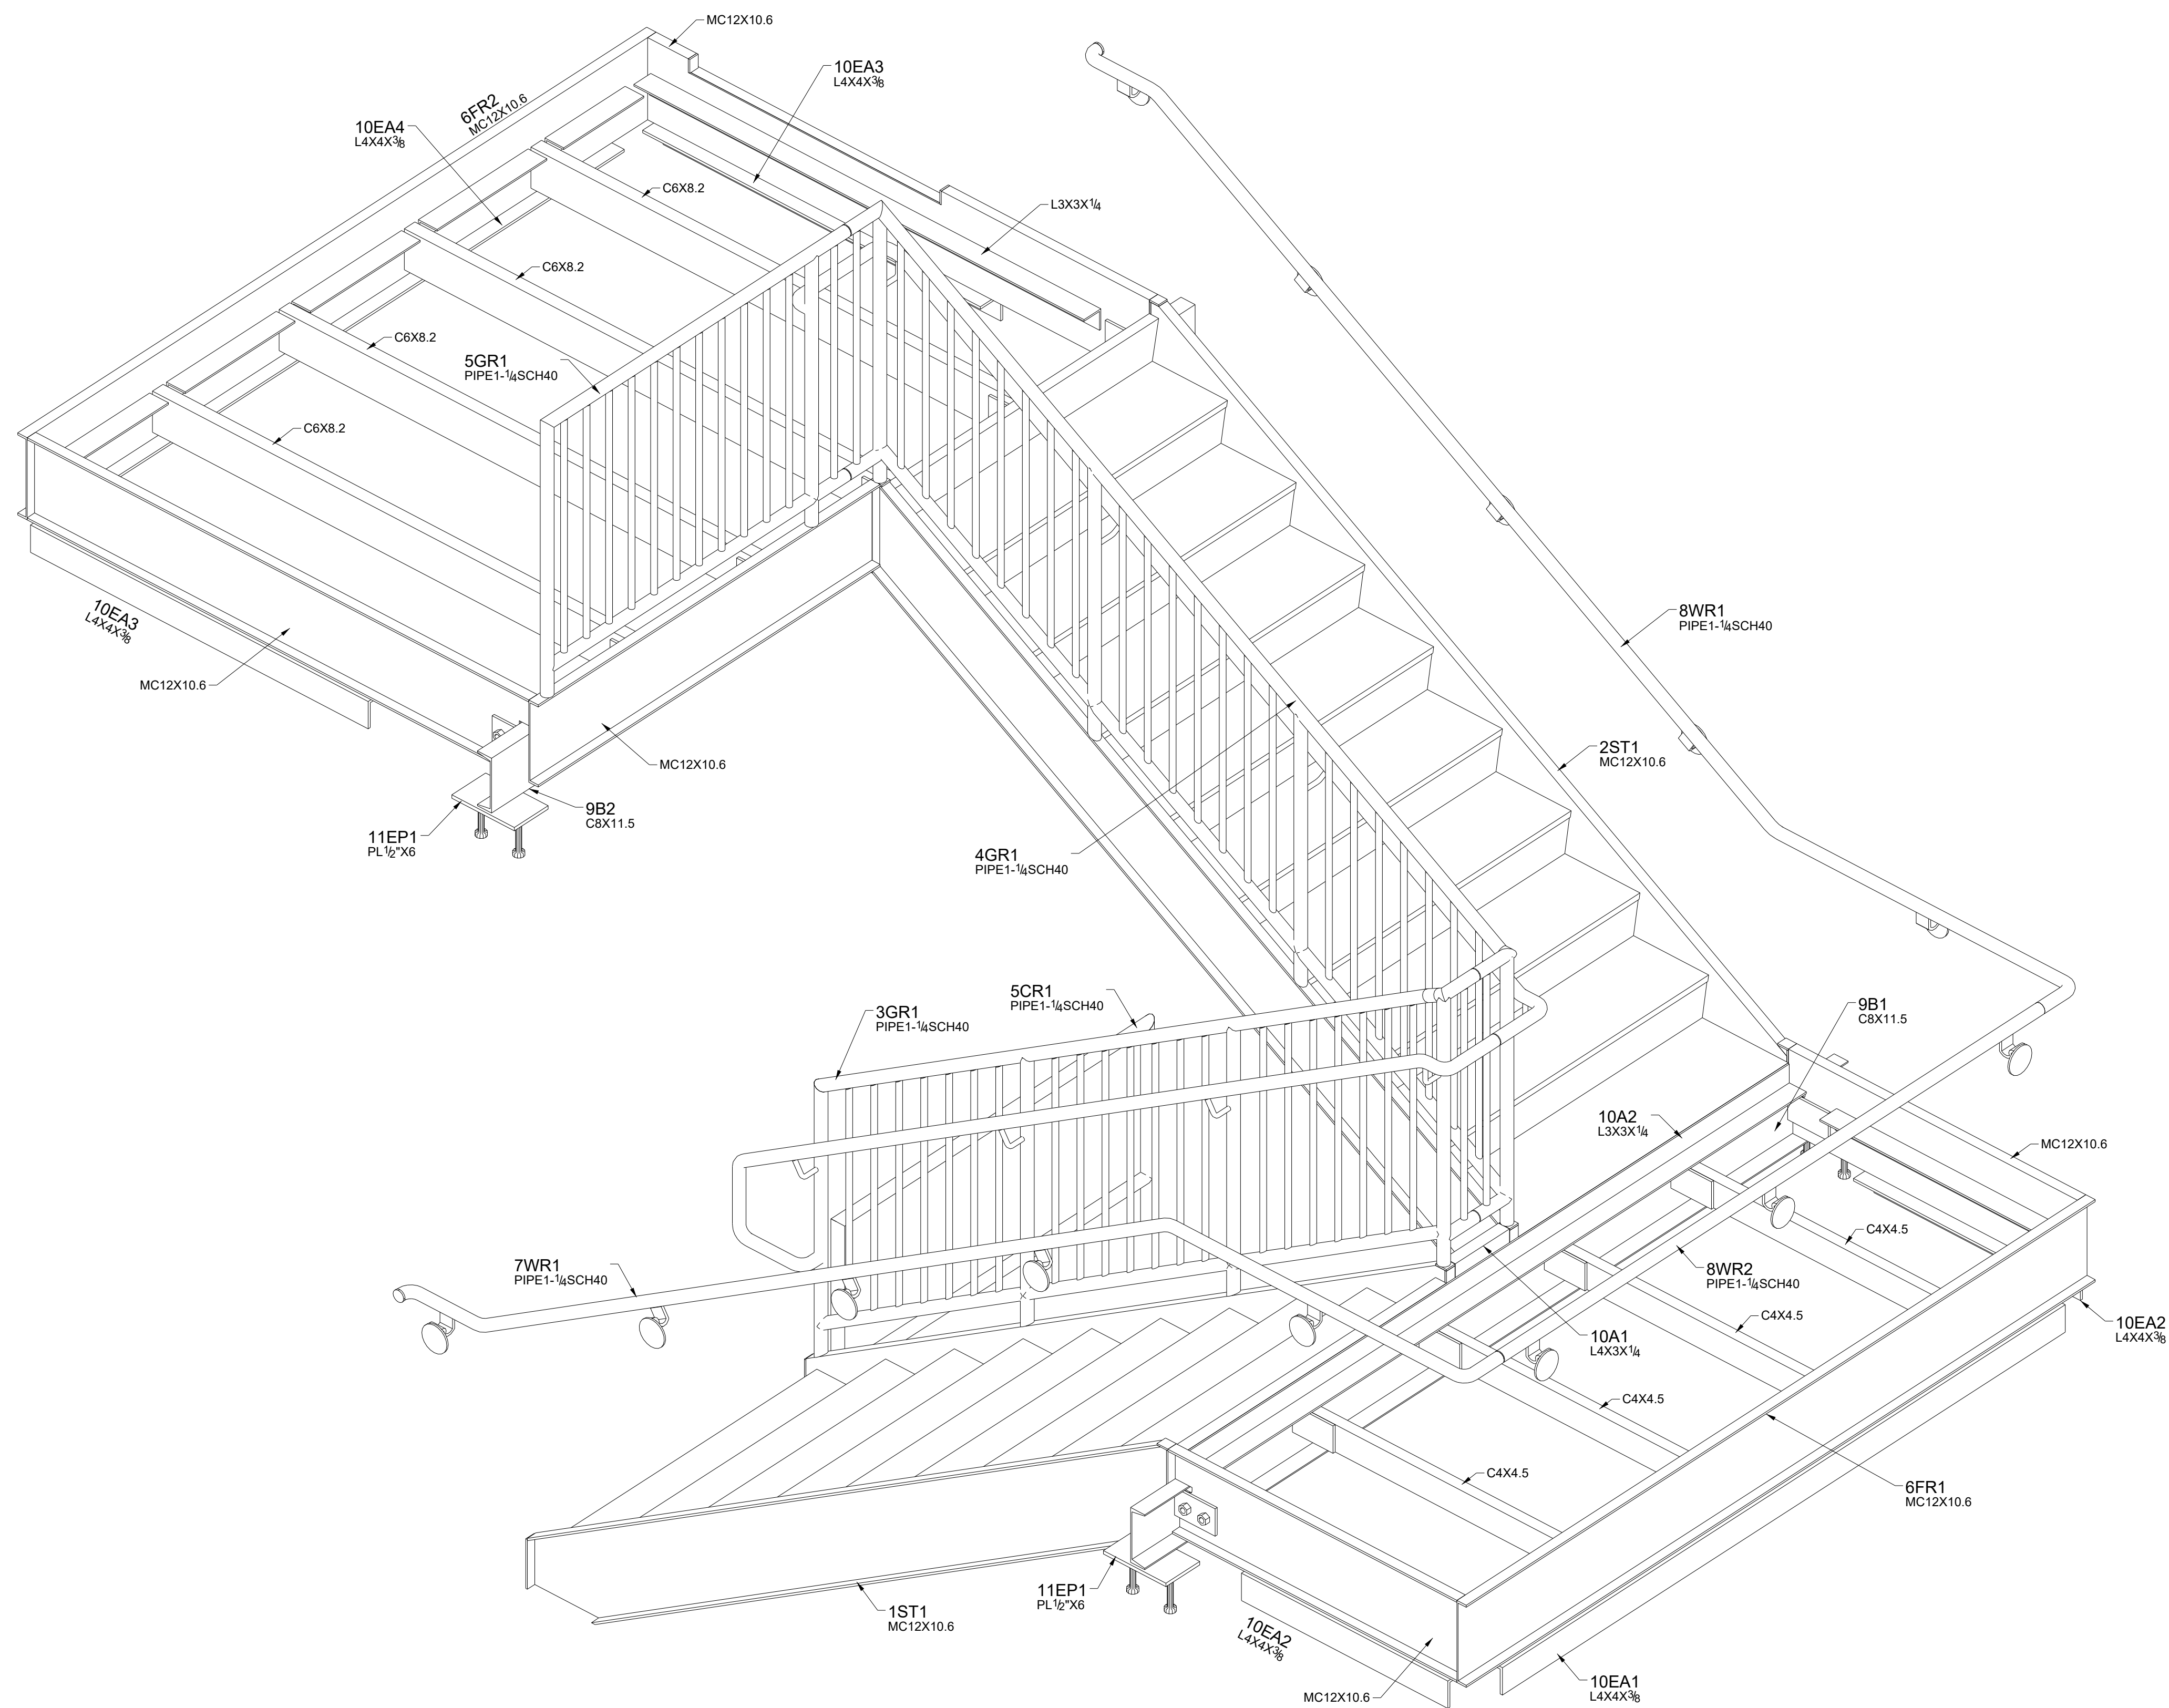 MC12X10.6
10EA3
L4X4X3/8
6FR2
MC12X10.6
10EA4
L4X4X3/8
C6X8.2
L3X3X1/4
C6X8.2
C6X8.2
5GR1
PIPE1-1/4SCH40
C6X8.2
10EA3
L4X4X3/8
8WR1
PIPE1-1/4SCH40
MC12X10.6
2ST1
MC12X10.6
MC12X10.6
9B2
C8X11.5
11EP1
PL1/2"X6
4GR1
PIPE1-1/4SCH40
5CR1
PIPE1-1/4SCH40
3GR1
PIPE1-1/4SCH40
9B1
C8X11.5
10A2
L3X3X1/4
MC12X10.6
C4X4.5
7WR1
PIPE1-1/4SCH40
8WR2
PIPE1-1/4SCH40
C4X4.5
10EA2
L4X4X3/8
10A1
L4X3X1/4
C4X4.5
C4X4.5
6FR1
MC12X10.6
11EP1
PL1/2"X6
1ST1
MC12X10.6
10EA2
L4X4X3/8
10EA1
L4X4X3/8
MC12X10.6